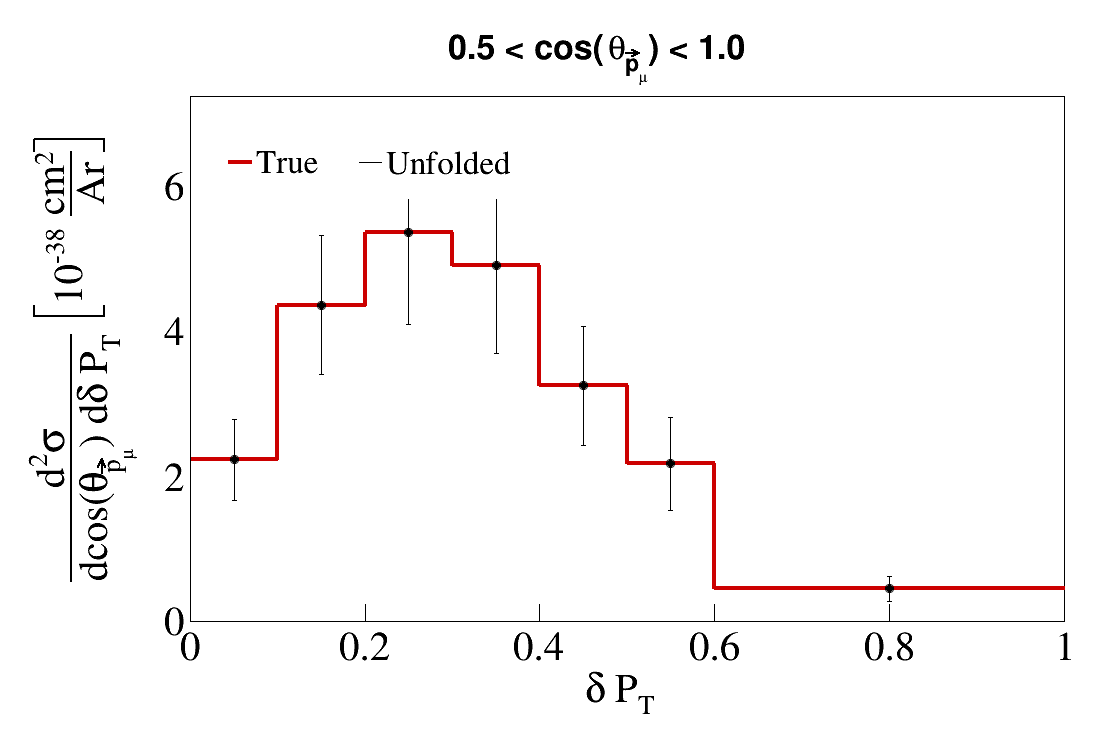 0.5 < cos(θ_p⃗_μ) < 1.0
d²σ / dcos(θ_p⃗_μ) dδ P_T [10⁻³⁸ cm² / Ar]
True
Unfolded
6
4
2
0
0 0.2 0.4 0.6 0.8 1
δ P_T